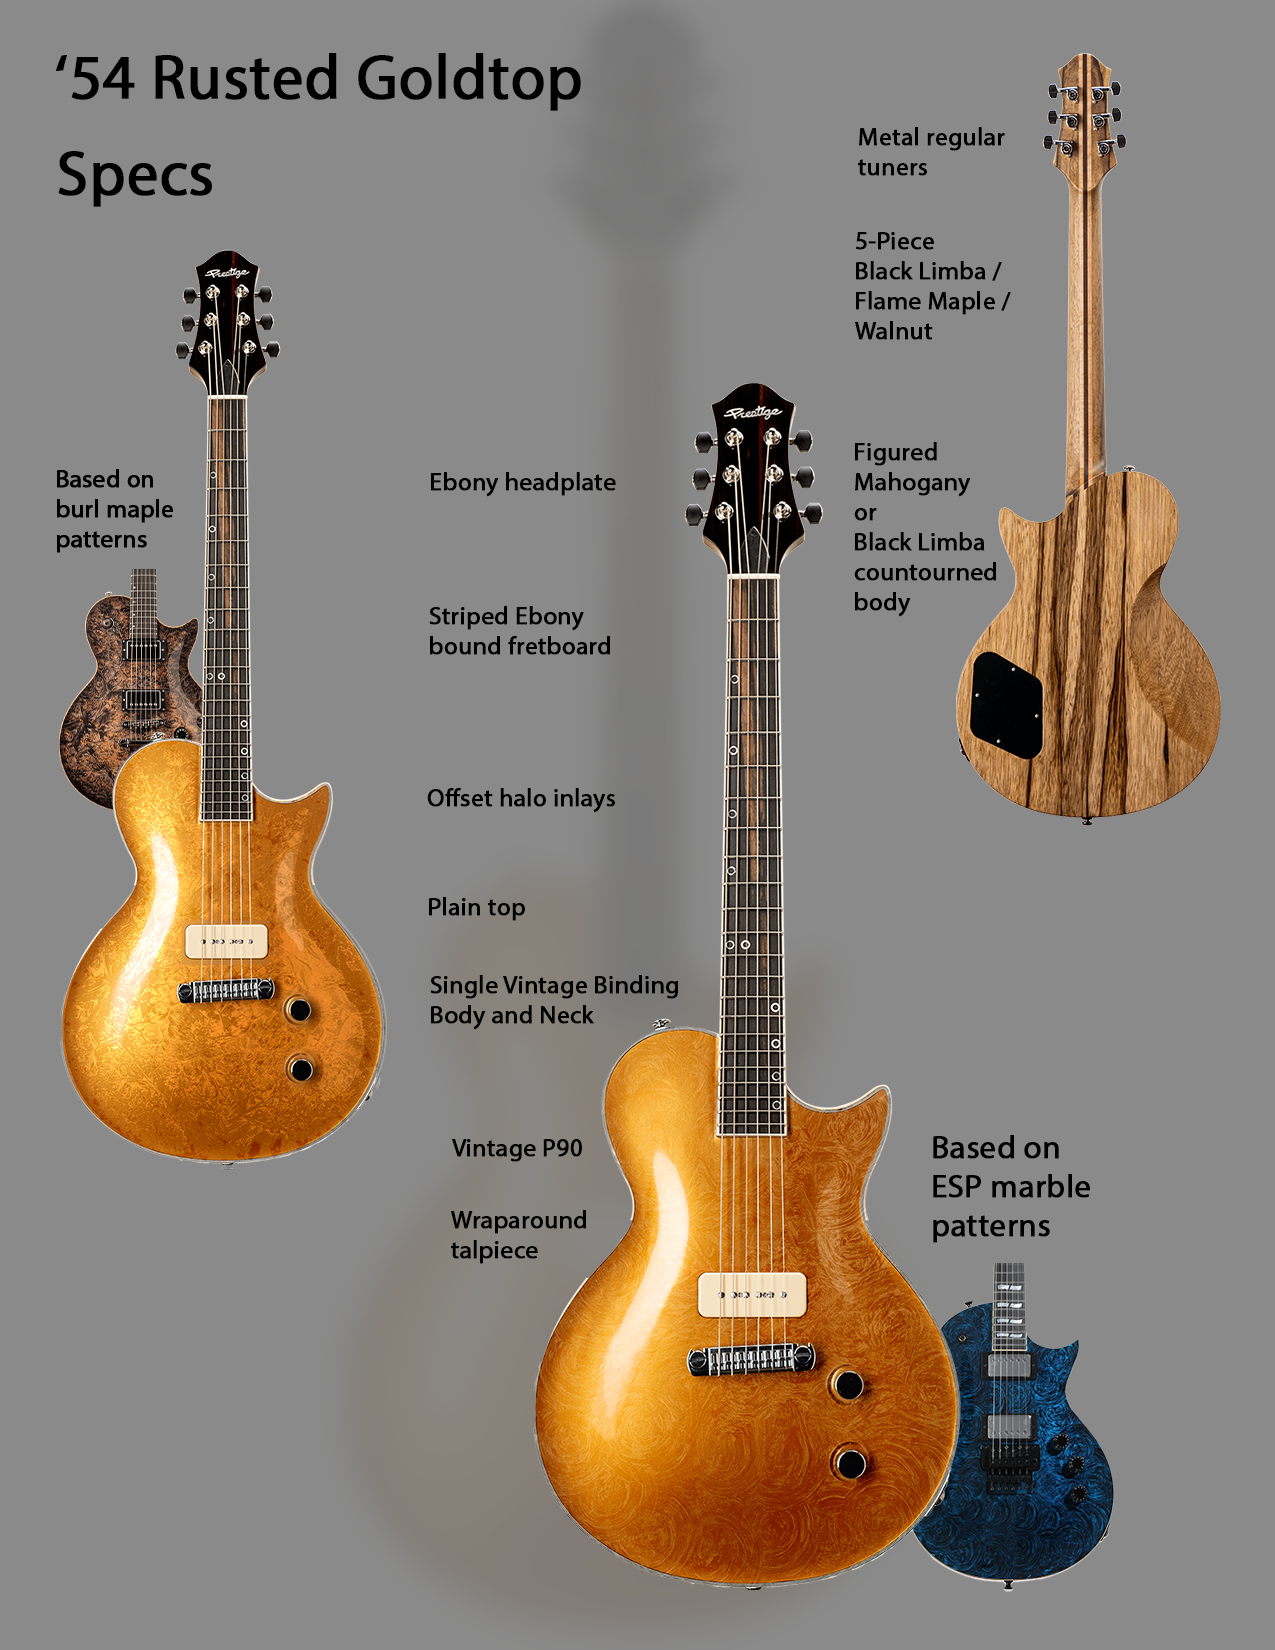 ‘54 Rusted Goldtop
Specs
Prestige
Based on
burl maple
patterns
Ebony headplate
Striped Ebony
bound fretboard
Offset halo inlays
Plain top
Single Vintage Binding
Body and Neck
Vintage P90
Wraparound
talpiece
Prestige
Metal regular
tuners
5-Piece
Black Limba /
Flame Maple /
Walnut
Figured
Mahogany
or
Black Limba
countourned
body
Based on
ESP marble
patterns